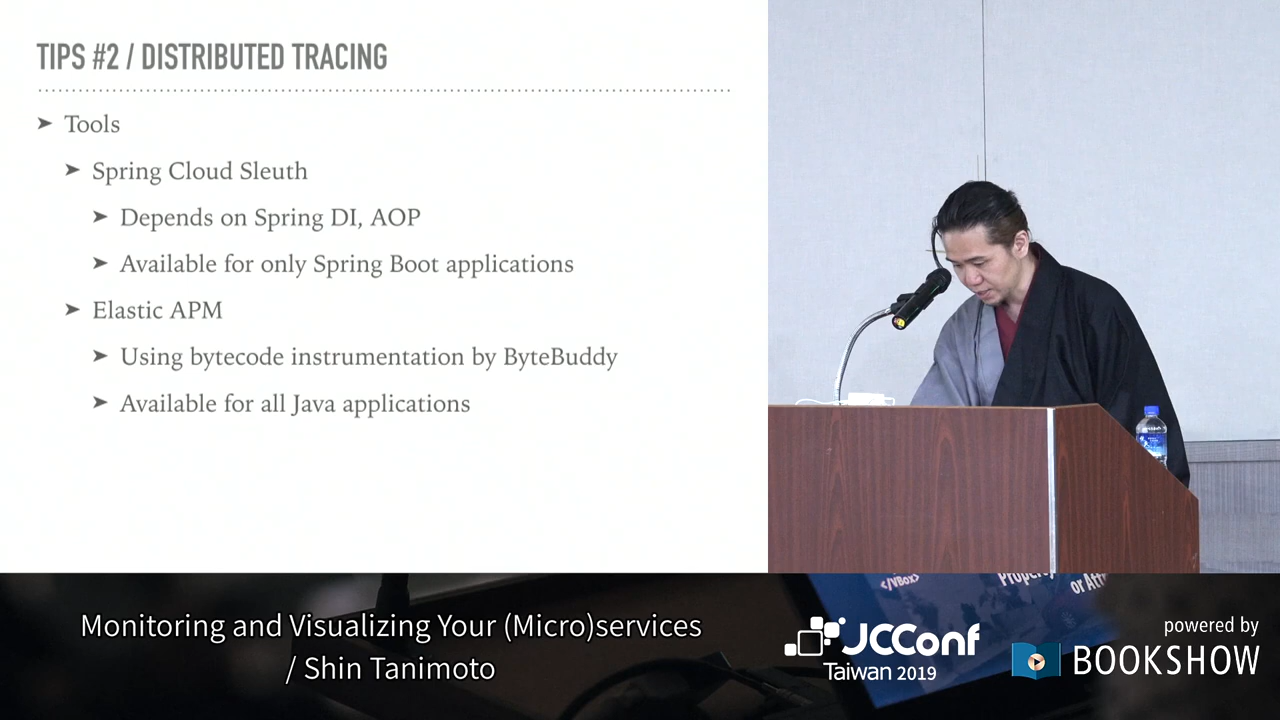 TIPS #2 / DISTRIBUTED TRACING
➤ Tools
➤ Spring Cloud Sleuth
➤ Depends on Spring DI, AOP
➤ Available for only Spring Boot applications
➤ Elastic APM
➤ Using bytecode instrumentation by ByteBuddy
➤ Available for all Java applications
</VBox>
or
Monitoring and Visualizing Your (Micro)services
/ Shin Tanimoto
JCConf
Taiwan 2019
powered by
BOOKSHOW